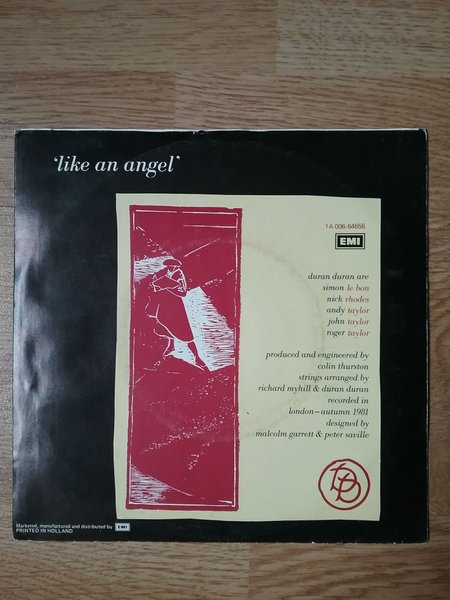 'like an angel'
1A 006-64656
EMI
duran duran are
simon le bon
nick rhodes
andy taylor
john taylor
roger taylor
produced and engineered by
colin thurston
strings arranged by
richard myhill & duran duran
recorded in
london–autumn 1981
designed by
malcolm garrett & peter saville
Marketed, manufactured and distributed by EMI
PRINTED IN HOLLAND